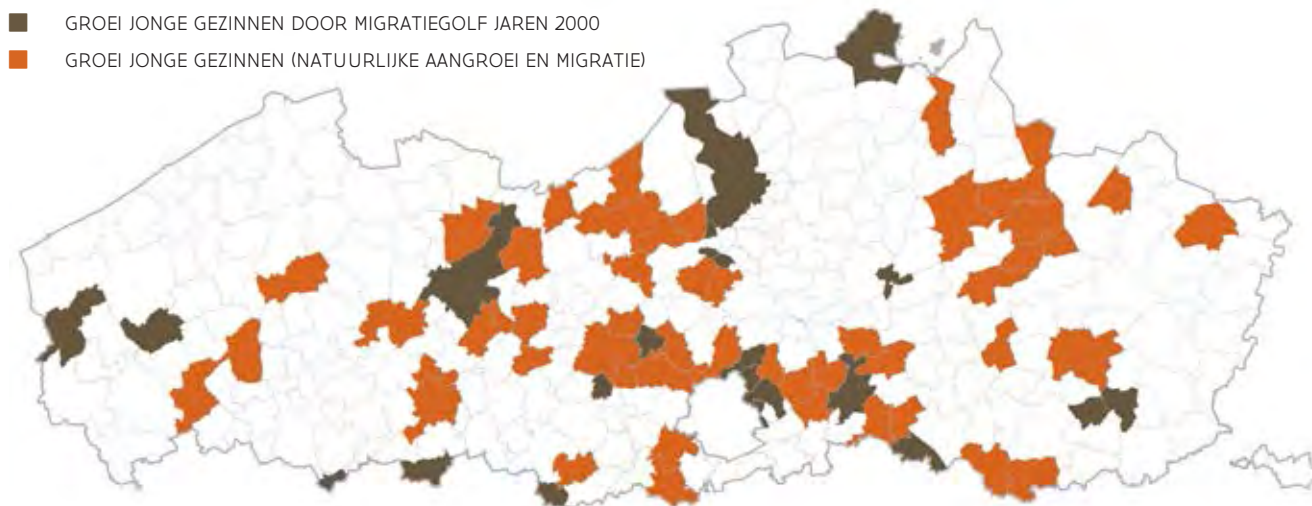 GROEI JONGE GEZINNEN DOOR MIGRATIEGOLF JAREN 2000
GROEI JONGE GEZINNEN (NATUURLIJKE AANGROEI EN MIGRATIE)